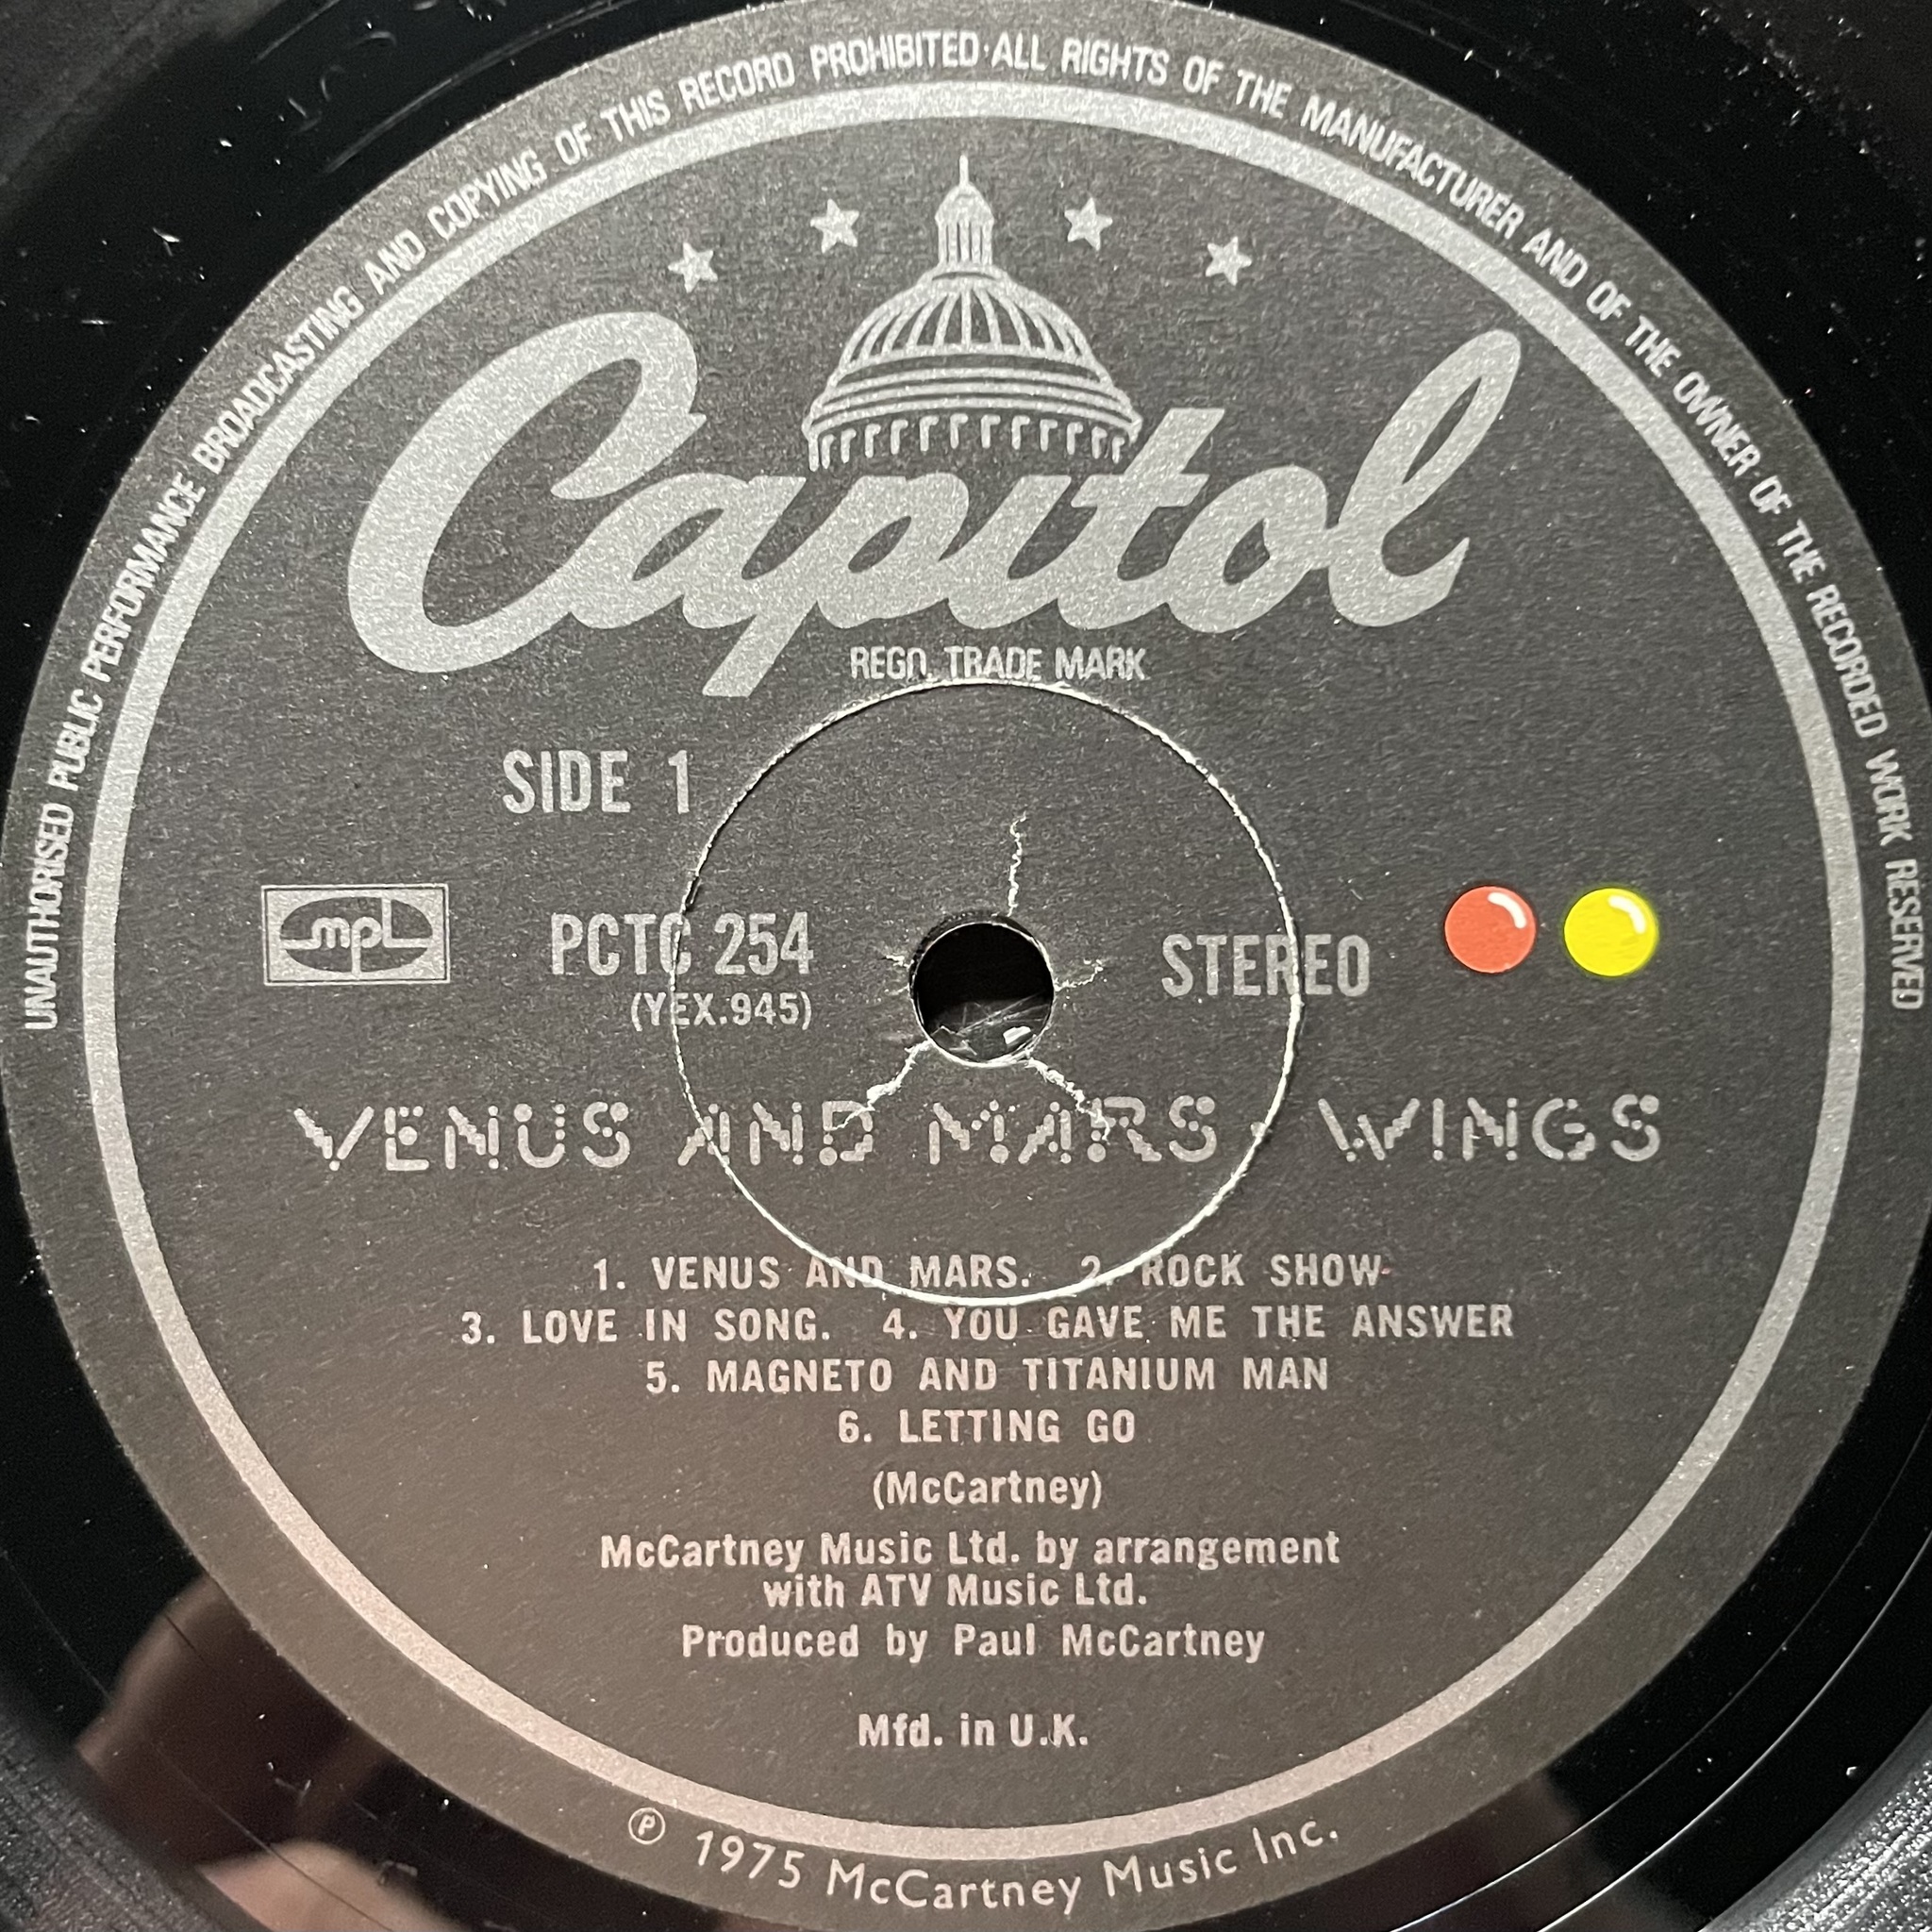 UNAUTHORISED PUBLIC PERFORMANCE BROADCASTING AND COPYING OF THIS RECORD PROHIBITED·ALL RIGHTS OF THE MANUFACTURER AND OF THE OWNER OF THE RECORDED WORK RESERVED
Capitol
REGD. TRADE MARK
SIDE 1
mpl
PCTC 254
STEREO
(YEX.945)
VENUS AND MARS · WINGS
1. VENUS AND MARS. 2. ROCK SHOW
3. LOVE IN SONG. 4. YOU GAVE ME THE ANSWER
5. MAGNETO AND TITANIUM MAN
6. LETTING GO
(McCartney)
McCartney Music Ltd. by arrangement
with ATV Music Ltd.
Produced by Paul McCartney
Mfd. in U.K.
℗ 1975 McCartney Music Inc.